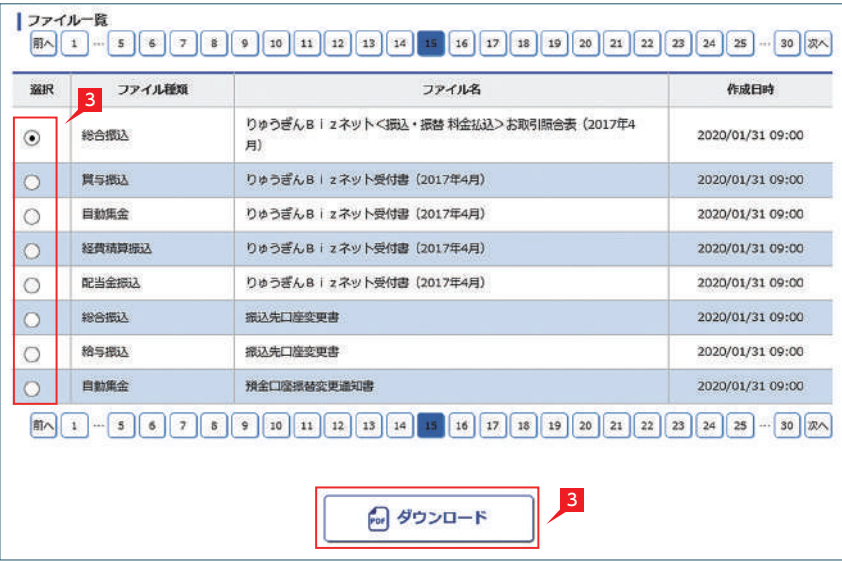 ファイル一覧
前へ 1 … 5 6 7 8 9 10 11 12 13 14 15 16 17 18 19 20 21 22 23 24 25 … 30 次へ
選択 ファイル種類 ファイル名 作成日時
3
総合振込 りゅうぎんBizネット<振込・振替 料金払込>お取引照合表(2017年4
月) 2020/01/31 09:00
賞与振込 りゅうぎんBizネット受付書(2017年4月) 2020/01/31 09:00
自動集金 りゅうぎんBizネット受付書(2017年4月) 2020/01/31 09:00
経費精算振込 りゅうぎんBizネット受付書(2017年4月) 2020/01/31 09:00
配当金振込 りゅうぎんBizネット受付書(2017年4月) 2020/01/31 09:00
総合振込 振込先口座変更書 2020/01/31 09:00
給与振込 振込先口座変更書 2020/01/31 09:00
自動集金 預金口座振替変更通知書 2020/01/31 09:00
前へ 1 … 5 6 7 8 9 10 11 12 13 14 15 16 17 18 19 20 21 22 23 24 25 … 30 次へ
PDF ダウンロード
3